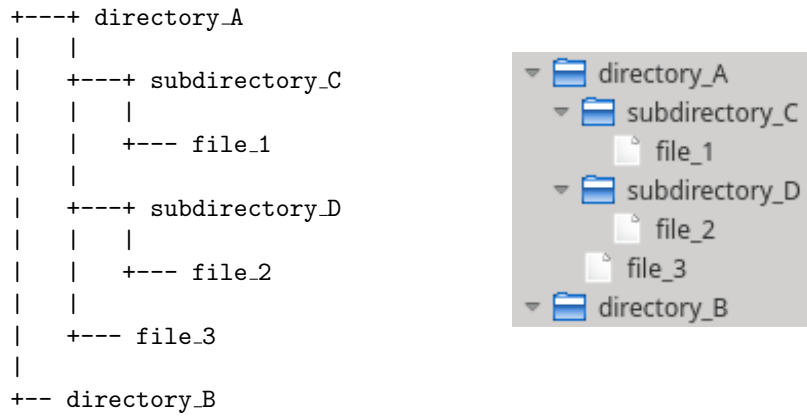 +---+ directory_A
|   |
|   +---+ subdirectory_C
|   |   |
|   |   +--- file_1
|   |
|   +---+ subdirectory_D
|   |   |
|   |   +--- file_2
|   |
|   +--- file_3
|
+-- directory_B
directory_A
subdirectory_C
file_1
subdirectory_D
file_2
file_3
directory_B